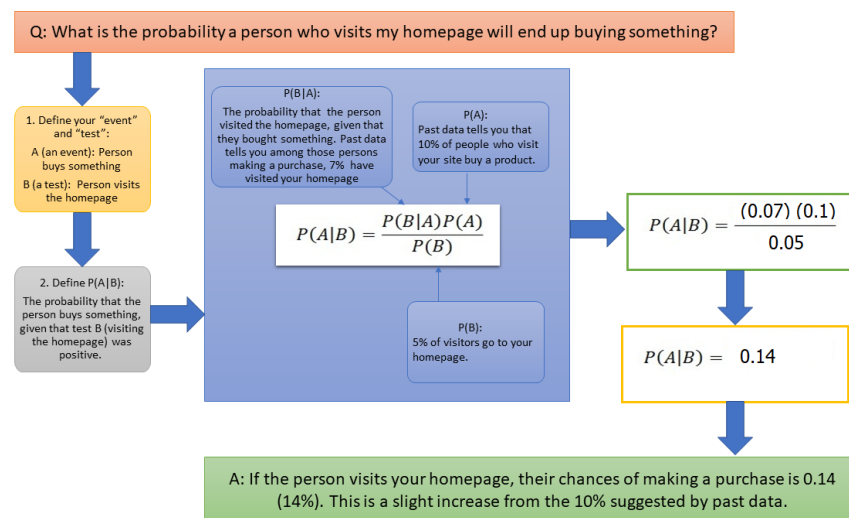 Q: What is the probability a person who visits my homepage will end up buying something?
1. Define your “event”
and “test”:
A (an event): Person
buys something
B (a test): Person visits
the homepage
2. Define P(A|B):
The probability that the
person buys something,
given that test B (visiting
the homepage) was
positive.
P(B|A):
The probability that the person
visited the homepage, given that
they bought something. Past data
tells you among those persons
making a purchase, 7% have
visited your homepage
P(A):
Past data tells you that
10% of people who visit
your site buy a product.
P(A|B) = P(B|A)P(A) / P(B)
P(B):
5% of visitors go to your
homepage.
P(A|B) = (0.07) (0.1) / 0.05
P(A|B) = 0.14
A: If the person visits your homepage, their chances of making a purchase is 0.14
(14%). This is a slight increase from the 10% suggested by past data.